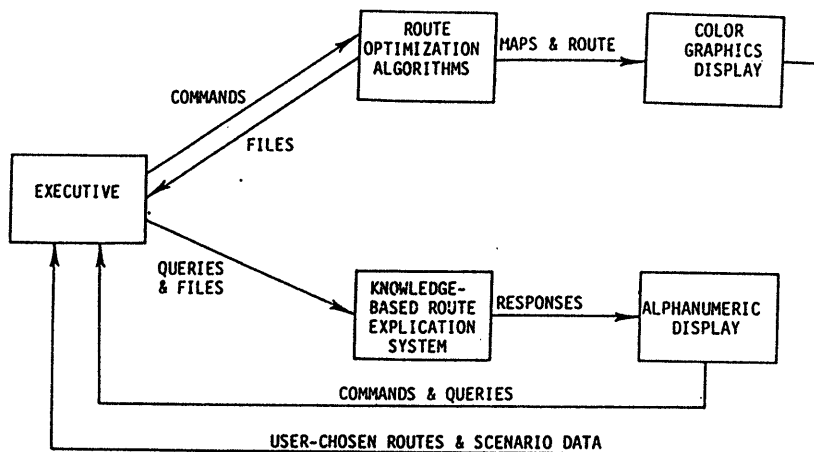 ROUTE
OPTIMIZATION
ALGORITHMS
MAPS & ROUTE
COLOR
GRAPHICS
DISPLAY
COMMANDS
FILES
EXECUTIVE
QUERIES
& FILES
KNOWLEDGE-
BASED ROUTE
EXPLICATION
SYSTEM
RESPONSES
ALPHANUMERIC
DISPLAY
COMMANDS & QUERIES
USER-CHOSEN ROUTES & SCENARIO DATA